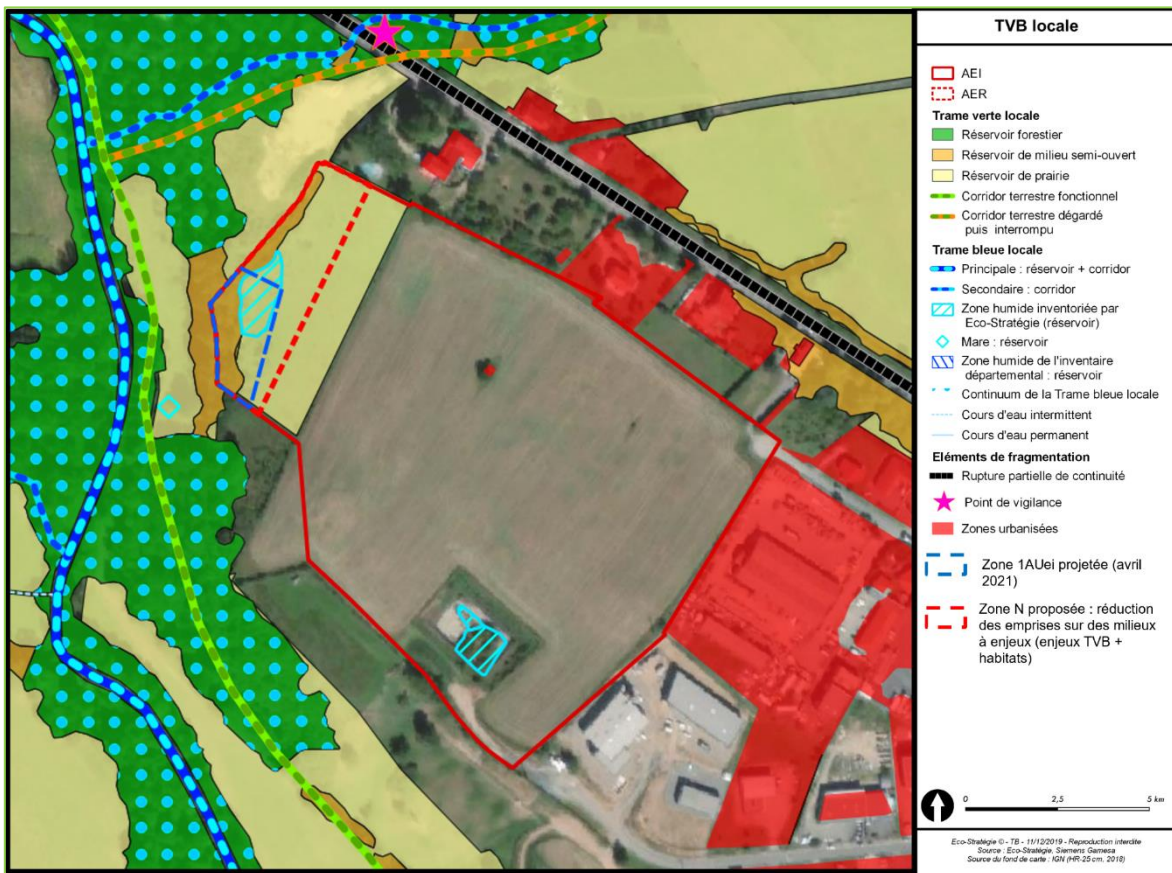 TVB locale
AEI
AER
Trame verte locale
Réservoir forestier
Réservoir de milieu semi-ouvert
Réservoir de prairie
Corridor terrestre fonctionnel
Corridor terrestre dégardé
puis interrompu
Trame bleue locale
Principale : réservoir + corridor
Secondaire : corridor
Zone humide inventoriée par
Eco-Stratégie (réservoir)
Mare : réservoir
Zone humide de l'inventaire
départemental : réservoir
Continuum de la Trame bleue locale
Cours d'eau intermittent
Cours d'eau permanent
Eléments de fragmentation
Rupture partielle de continuité
Point de vigilance
Zones urbanisées
Zone 1AUei projetée (avril
2021)
Zone N proposée : réduction
des emprises sur des milieux
à enjeux (enjeux TVB +
habitats)
0 2,5 5 km
Eco-Stratégie © - TB - 11/12/2019 - Reproduction interdite
Source : Eco-Stratégie, Siemens Gamesa
Source du fond de carte : IGN (HR-25 cm, 2018)